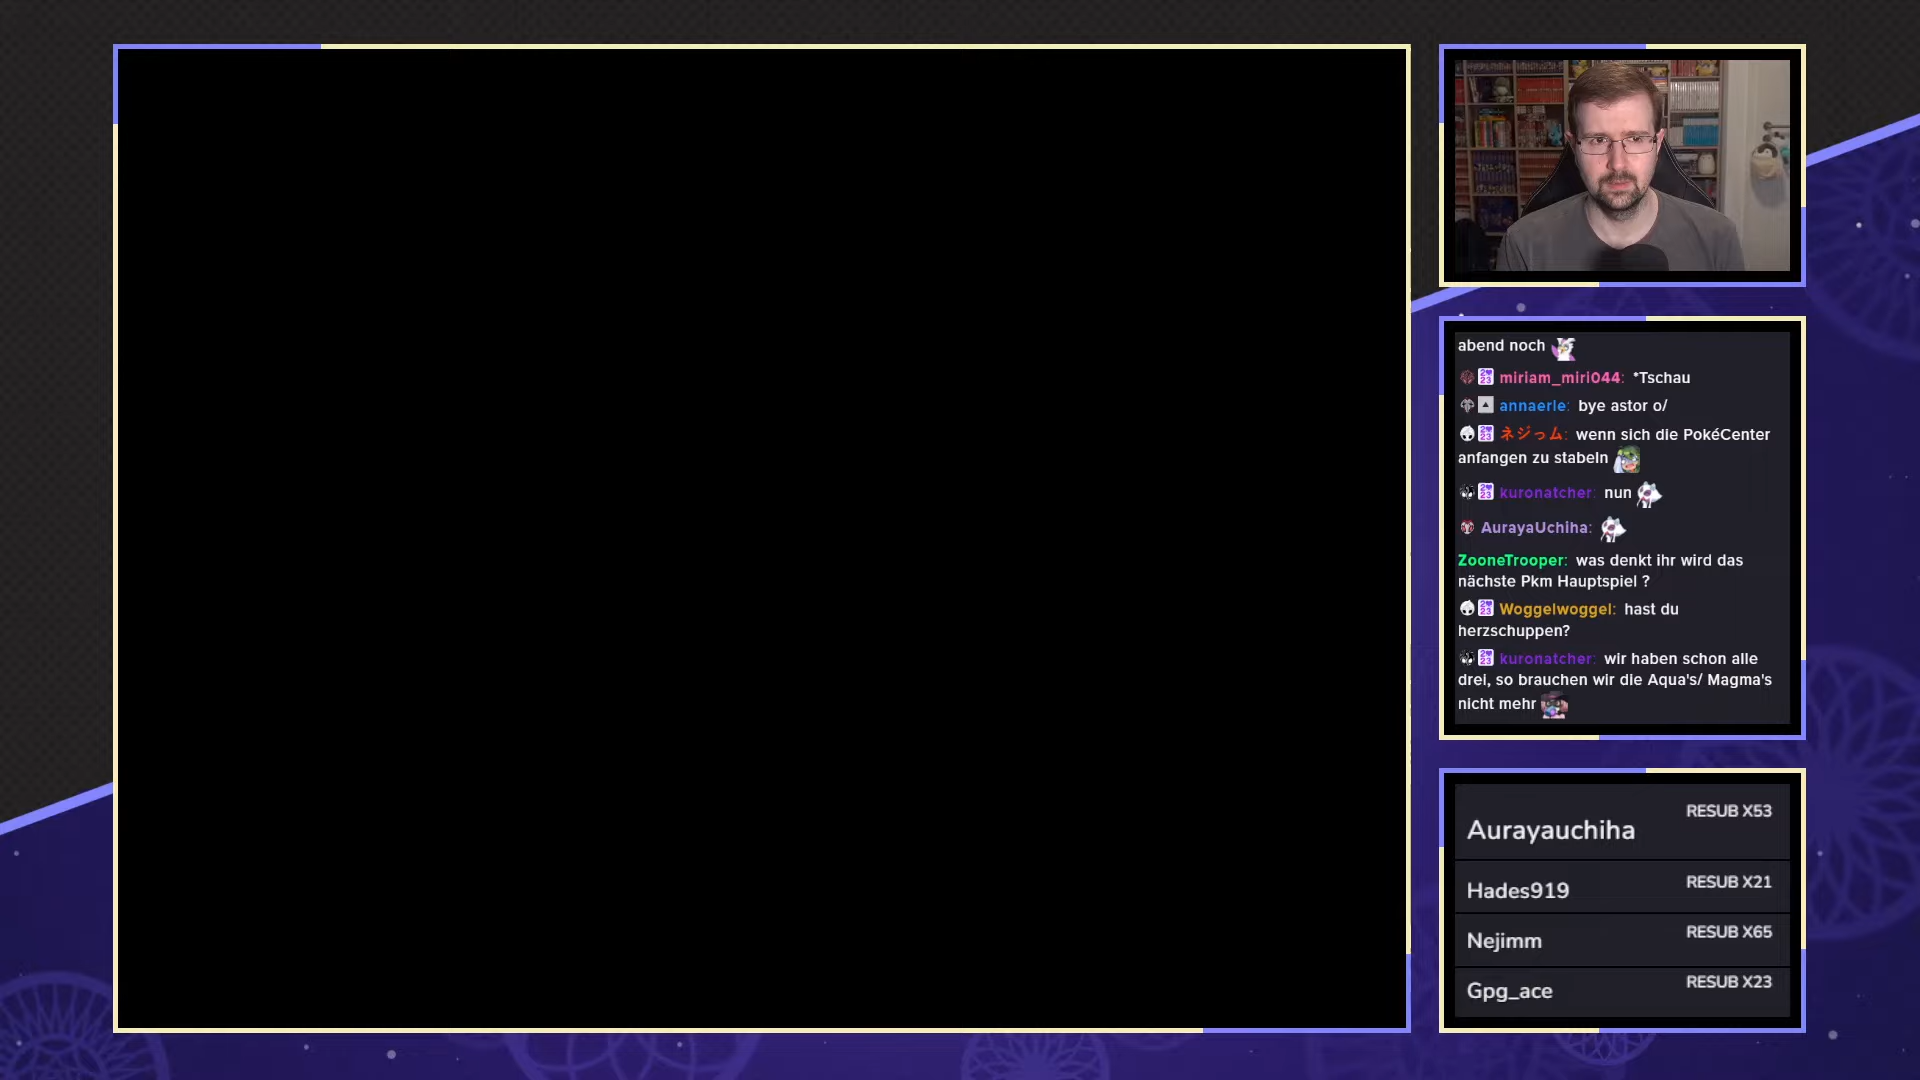 abend noch
miriam_miri044: *Tschau
annaerle: bye astor o/
ネジっム: wenn sich die PokéCenter
anfangen zu stabeln
kuronatcher: nun
AurayaUchiha:
ZooneTrooper: was denkt ihr wird das
nächste Pkm Hauptspiel ?
Woggelwoggel: hast du
herzschuppen?
kuronatcher: wir haben schon alle
drei, so brauchen wir die Aqua's/ Magma's
nicht mehr
Aurayauchiha RESUB X53
Hades919 RESUB X21
Nejimm RESUB X65
Gpg_ace RESUB X23